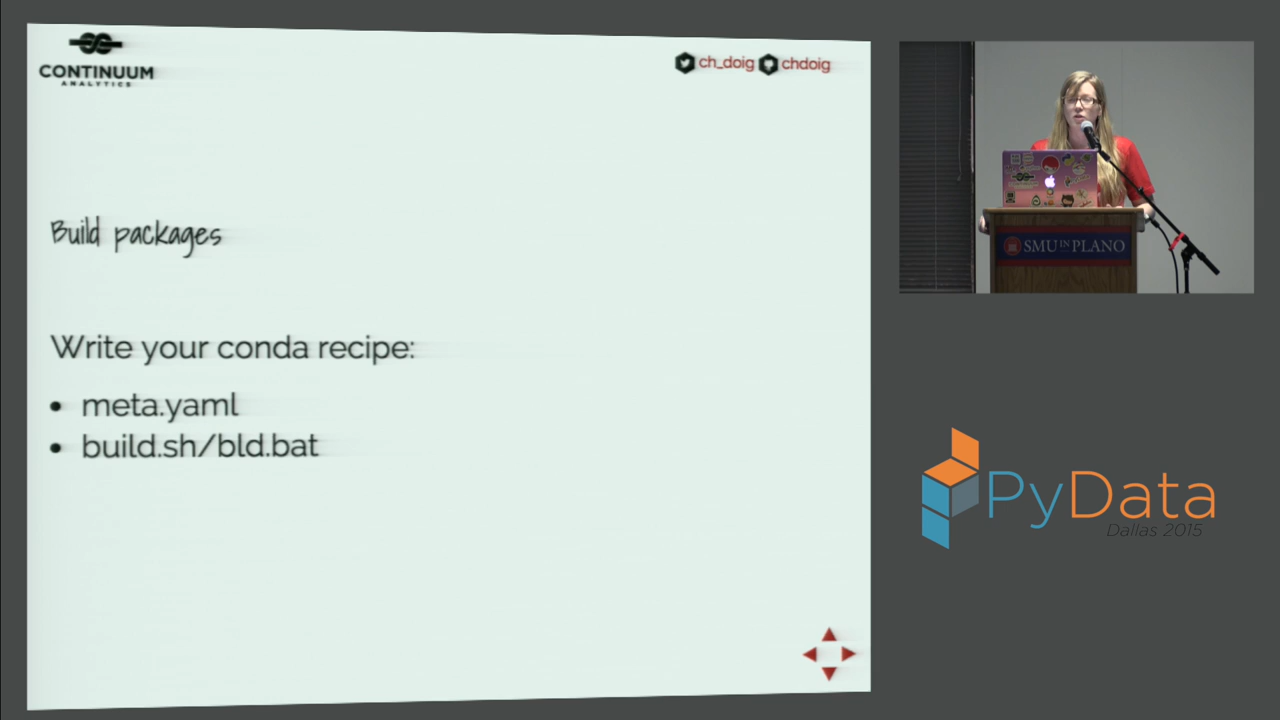 CONTINUUM
ANALYTICS
ch_doig chdoig
Build packages
Write your conda recipe:
• meta.yaml
• build.sh/bld.bat
SMU IN PLANO
PyData
Dallas 2015